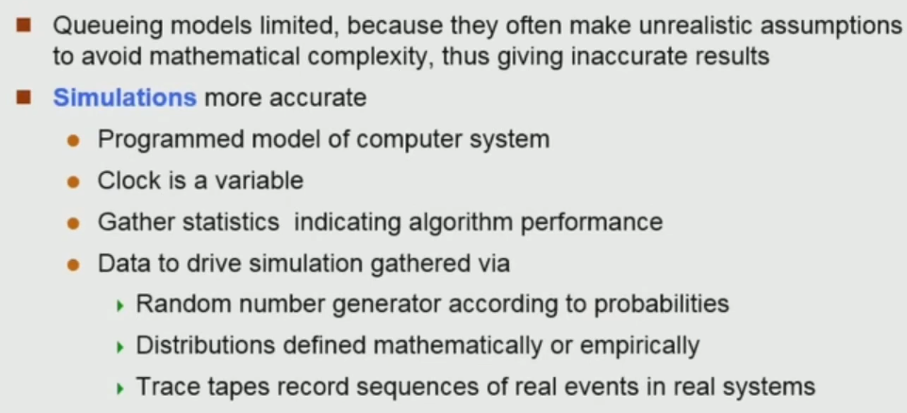 Queueing models limited, because they often make unrealistic assumptions
to avoid mathematical complexity, thus giving inaccurate results
Simulations more accurate
Programmed model of computer system
Clock is a variable
Gather statistics indicating algorithm performance
Data to drive simulation gathered via
Random number generator according to probabilities
Distributions defined mathematically or empirically
Trace tapes record sequences of real events in real systems